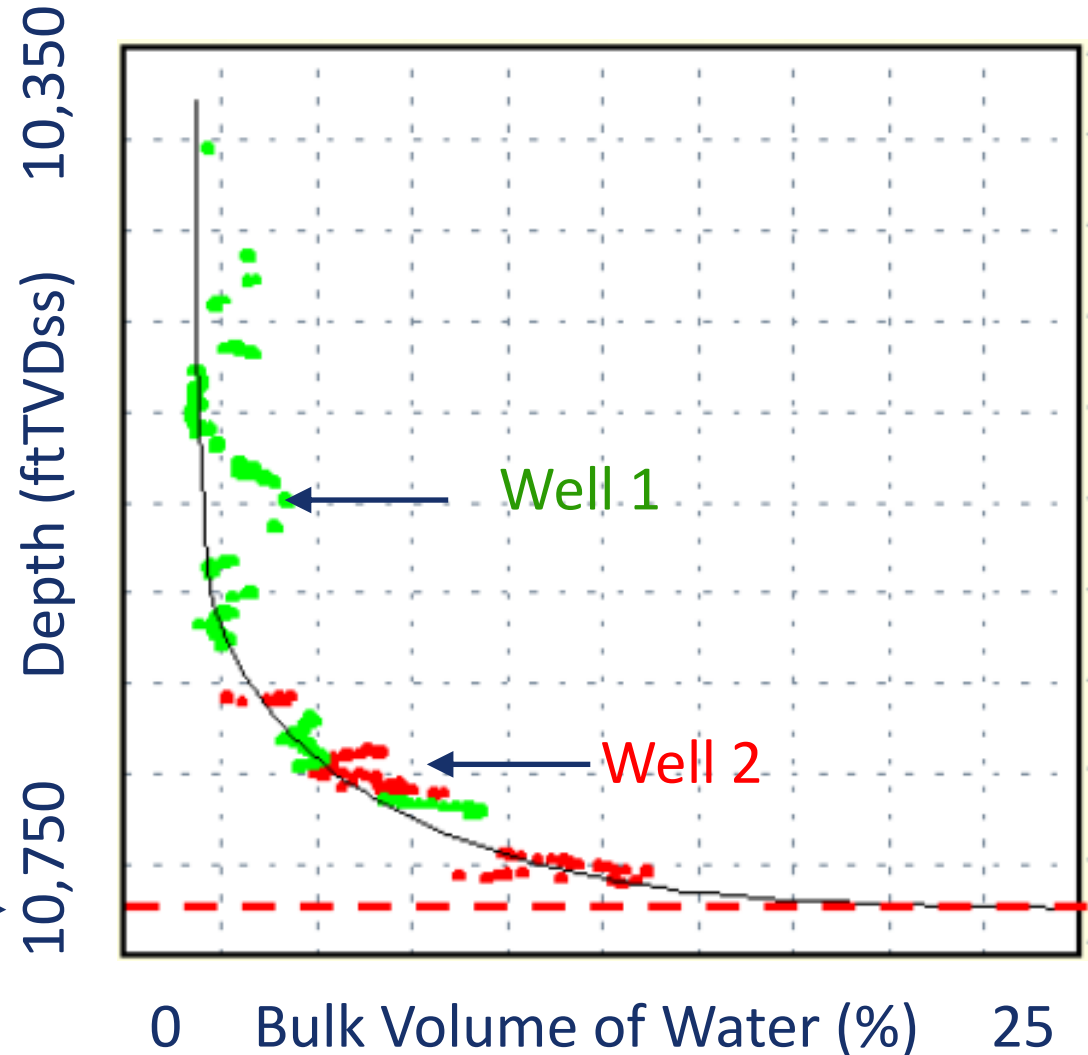 10,350
Depth (ftTVDss)
10,750
Well 1
Well 2
0 Bulk Volume of Water (%) 25